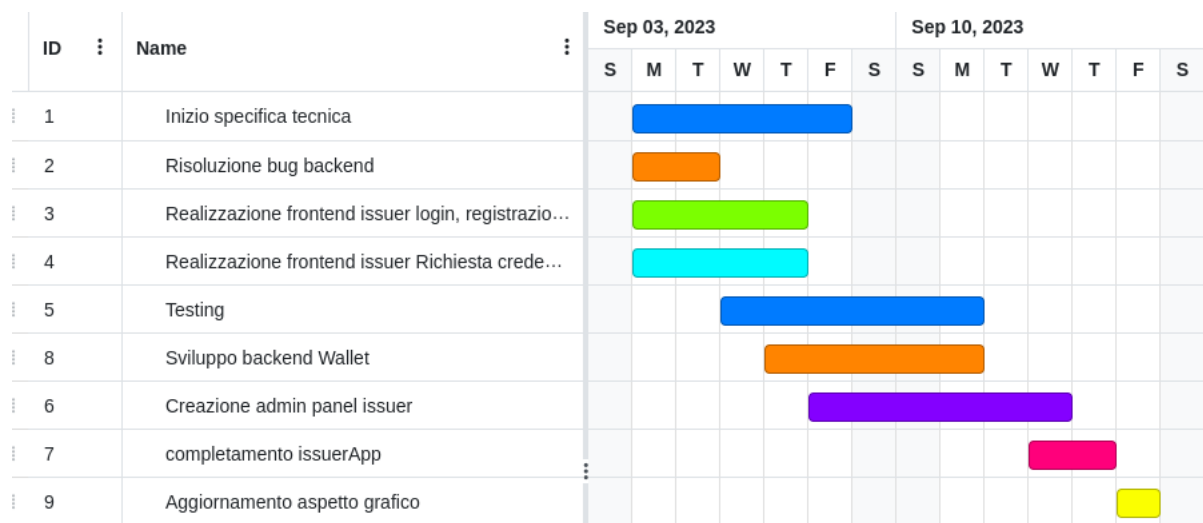 ID Name Sep 03, 2023 Sep 10, 2023
S M T W T F S S M T W T F S
1 Inizio specifica tecnica
2 Risoluzione bug backend
3 Realizzazione frontend issuer login, registrazio...
4 Realizzazione frontend issuer Richiesta crede...
5 Testing
8 Sviluppo backend Wallet
6 Creazione admin panel issuer
7 completamento issuerApp
9 Aggiornamento aspetto grafico